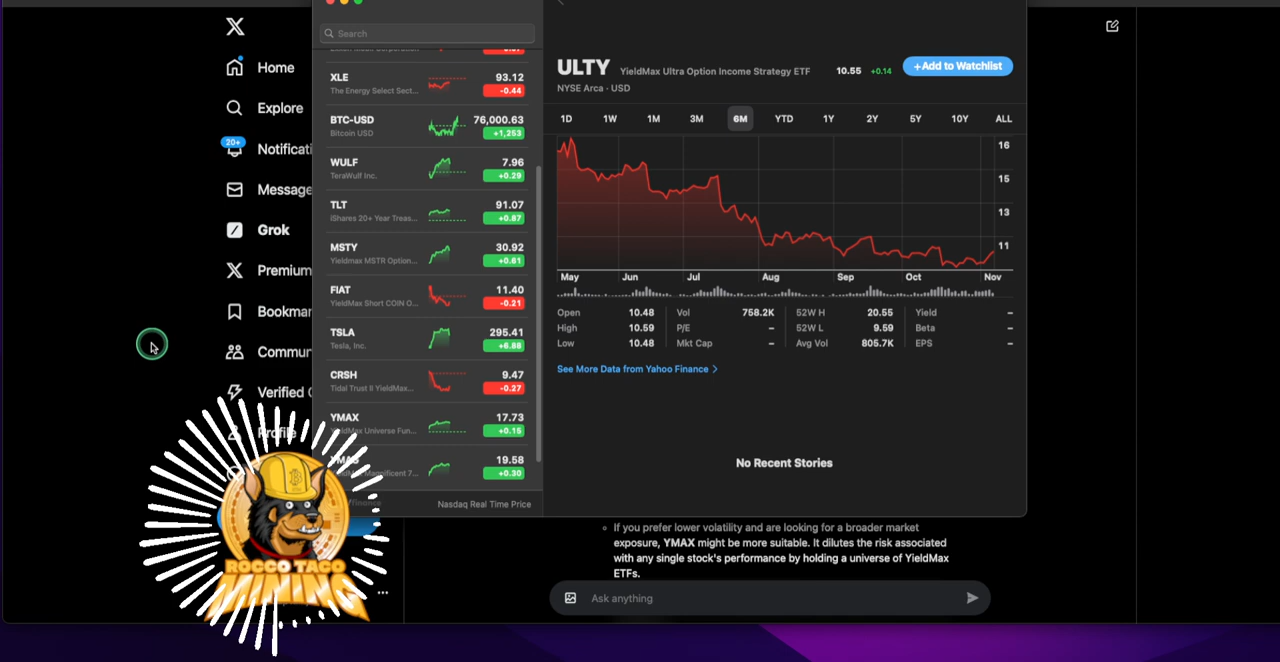 Home
Explore
20+
Notificati
Message
Grok
Premium
Bookmar
Commun
Verified
Profile
ROCCO TACO
MINING
Search
XLE 93.12
The Energy Select Sect... -0.44
BTC-USD 76,000.63
Bitcoin USD +1,253
WULF 7.96
TeraWulf Inc. +0.29
TLT 91.07
iShares 20+ Year Treas... +0.87
MSTY 30.92
Yieldmax MSTR Option... +0.61
FIAT 11.40
YieldMax Short COIN O... -0.21
TSLA 295.41
Tesla, Inc. +6.88
CRSH 9.47
Tidal Trust II YieldMax... -0.27
YMAX 17.73
YieldMax Universe Fun... +0.15
YMAG 19.58
YieldMax Magnificent 7... +0.30
finance Nasdaq Real Time Price
ULTY YieldMax Ultra Option Income Strategy ETF 10.55 +0.14 +Add to Watchlist
NYSE Arca · USD
1D 1W 1M 3M 6M YTD 1Y 2Y 5Y 10Y ALL
16
15
13
11
May Jun Jul Aug Sep Oct Nov
Open 10.48 Vol 758.2K 52W H 20.55 Yield –
High 10.59 P/E – 52W L 9.59 Beta –
Low 10.48 Mkt Cap – Avg Vol 805.7K EPS –
See More Data from Yahoo Finance >
No Recent Stories
If you prefer lower volatility and are looking for a broader market
exposure, YMAX might be more suitable. It dilutes the risk associated
with any single stock's performance by holding a universe of YieldMax
ETFs.
Ask anything